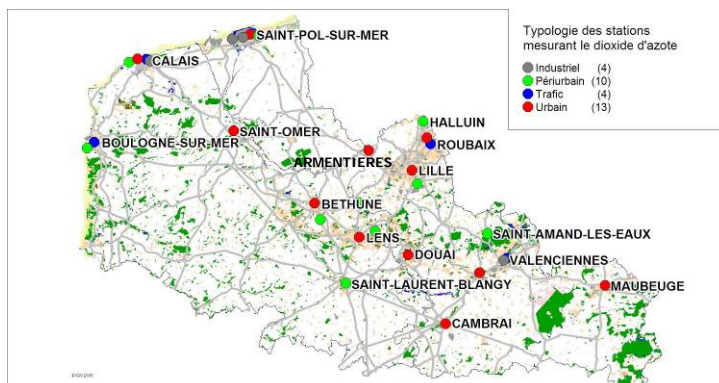 Typologie des stations
mesurant le dioxide d'azote
Industriel (4)
Périurbain (10)
Trafic (4)
Urbain (13)
SAINT-POL-SUR-MER
CALAIS
HALLUIN
SAINT-OMER
BOULOGNE-SUR-MER
ROUBAIX
ARMENTIERES
LILLE
BETHUNE
SAINT-AMAND-LES-EAUX
LENS
DOUAI
VALENCIENNES
SAINT-LAURENT-BLANGY
MAUBEUGE
CAMBRAI